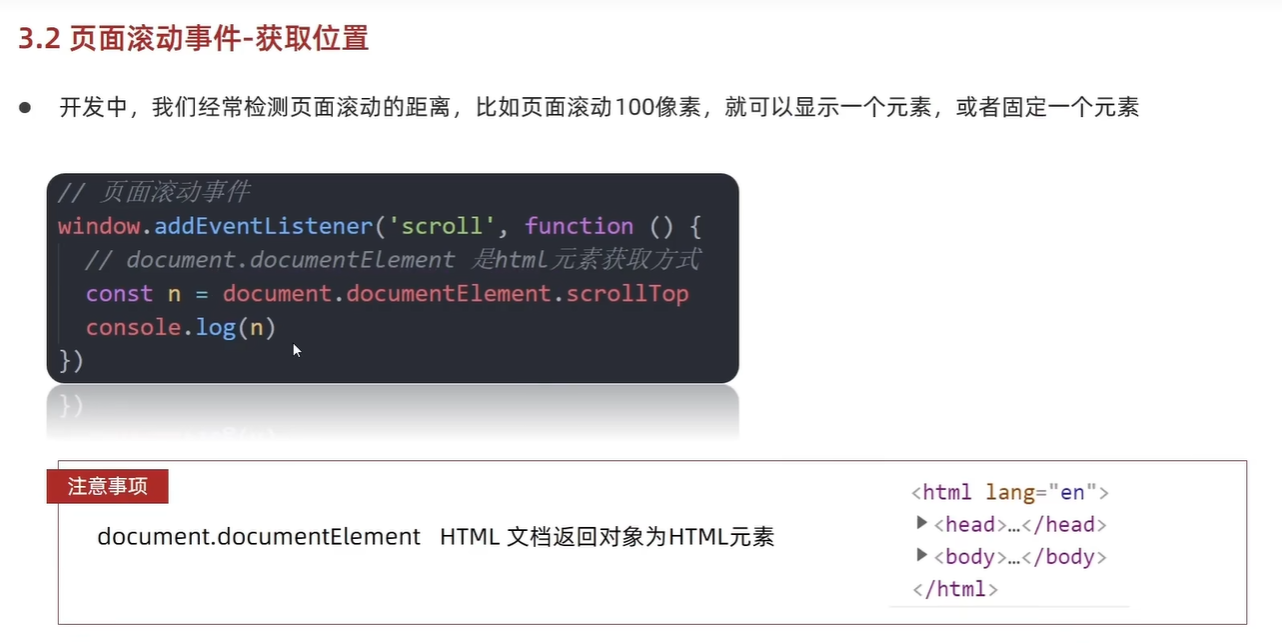 3.2 页面滚动事件-获取位置
● 开发中，我们经常检测页面滚动的距离，比如页面滚动100像素，就可以显示一个元素，或者固定一个元素
// 页面滚动事件
window.addEventListener('scroll', function () {
// document.documentElement 是html元素获取方式
const n = document.documentElement.scrollTop
console.log(n)
})
})
注意事项
document.documentElement HTML 文档返回对象为HTML元素
<html lang="en">
▶<head>…</head>
▶<body>…</body>
</html>